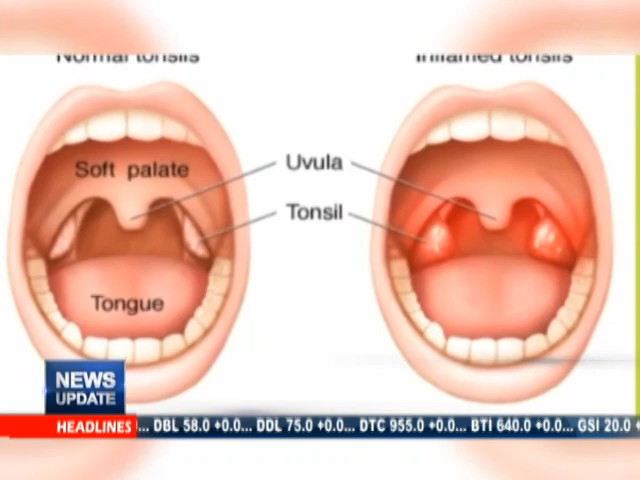 Normal tonsils
Inflamed tonsils
Soft palate
Uvula
Tonsil
Tongue
NEWS
UPDATE
HEADLINES
... DBL 58.0 +0.0... DDL 75.0 +0.0... DTC 955.0 +0.0... BTI 640.0 +0.0... GSI 20.0 +